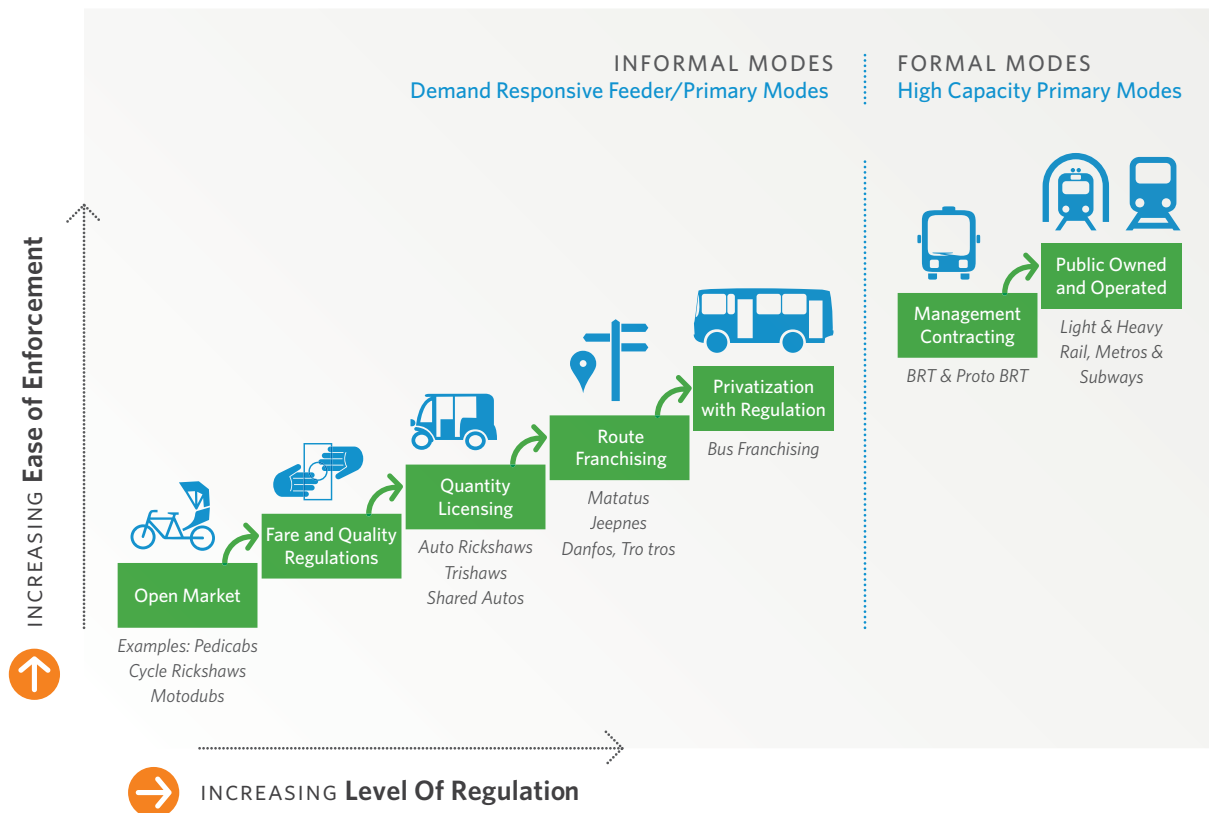 INFORMAL MODES
Demand Responsive Feeder/Primary Modes
FORMAL MODES
High Capacity Primary Modes
INCREASING Ease of Enforcement
Open Market
Examples: Pedicabs
Cycle Rickshaws
Motodubs
Fare and Quality
Regulations
Quantity
Licensing
Auto Rickshaws
Trishaws
Shared Autos
Route
Franchising
Matatus
Jeepnes
Danfos, Tro tros
Privatization
with Regulation
Bus Franchising
Management
Contracting
BRT & Proto BRT
Public Owned
and Operated
Light & Heavy
Rail, Metros &
Subways
INCREASING Level Of Regulation